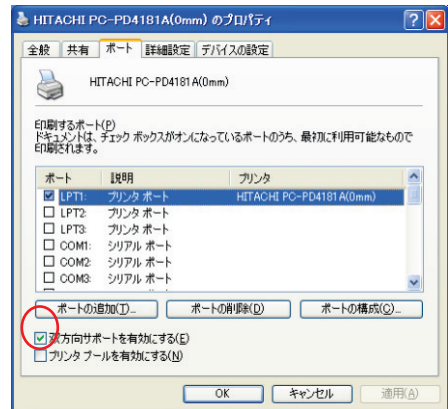 HITACHI PC-PD4181A(0mm) のプロパティ
全般 共有 ポート 詳細設定 デバイスの設定
HITACHI PC-PD4181A(0mm)
印刷するポート(P)
ドキュメントは、チェック ボックスがオンになっているポートのうち、最初に利用可能なもので
印刷されます。
ポート 説明 プリンタ
LPT1: プリンタ ポート HITACHI PC-PD4181A(0mm)
LPT2: プリンタ ポート
LPT3: プリンタ ポート
COM1: シリアル ポート
COM2: シリアル ポート
COM3: シリアル ポート
ポートの追加(T)... ポートの削除(D) ポートの構成(C)...
双方向サポートを有効にする(E)
プリンタ プールを有効にする(N)
OK キャンセル 適用(A)